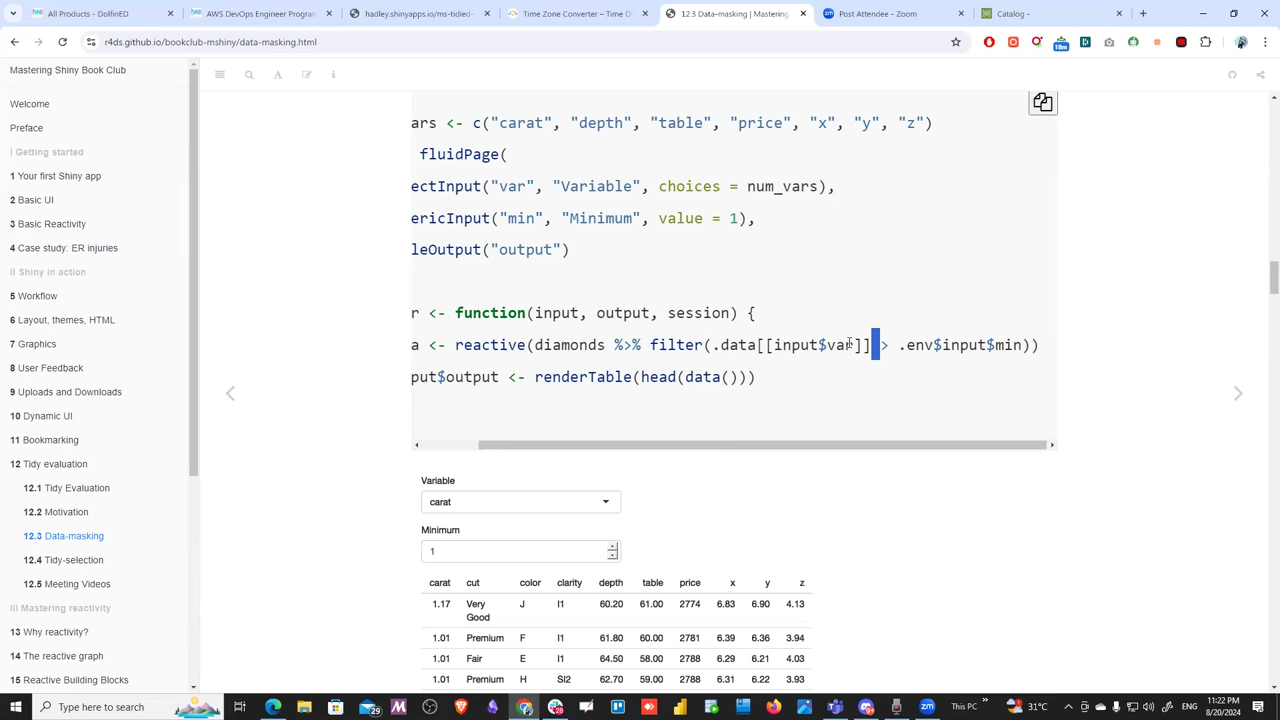 All Products - DolfinED
AWS DevOps Engineer Progra
hadley.shinyapps.io/ms-tidied-
Time Zone Converter – Time D
12.3 Data-masking | Mastering
Post Attendee - Zoom
Catalog -
r4ds.github.io/bookclub-mshiny/data-masking.html
18m
Mastering Shiny Book Club
Welcome
Preface
I Getting started
1 Your first Shiny app
2 Basic UI
3 Basic Reactivity
4 Case study: ER injuries
II Shiny in action
5 Workflow
6 Layout, themes, HTML
7 Graphics
8 User Feedback
9 Uploads and Downloads
10 Dynamic UI
11 Bookmarking
12 Tidy evaluation
12.1 Tidy Evaluation
12.2 Motivation
12.3 Data-masking
12.4 Tidy-selection
12.5 Meeting Videos
III Mastering reactivity
13 Why reactivity?
14 The reactive graph
15 Reactive Building Blocks
ars <- c("carat", "depth", "table", "price", "x", "y", "z")
fluidPage(
ectInput("var", "Variable", choices = num_vars),
ericInput("min", "Minimum", value = 1),
leOutput("output")
r <- function(input, output, session) {
a <- reactive(diamonds %>% filter(.data[[input$var]] > .env$input$min))
put$output <- renderTable(head(data()))
Variable
carat
Minimum
1
carat cut color clarity depth table price x y z
1.17 Very Good J I1 60.20 61.00 2774 6.83 6.90 4.13
1.01 Premium F I1 61.80 60.00 2781 6.39 6.36 3.94
1.01 Fair E I1 64.50 58.00 2788 6.29 6.21 4.03
1.01 Premium H SI2 62.70 59.00 2788 6.31 6.22 3.93
Type here to search
29
This PC
31°C
11:22 PM
8/20/2024